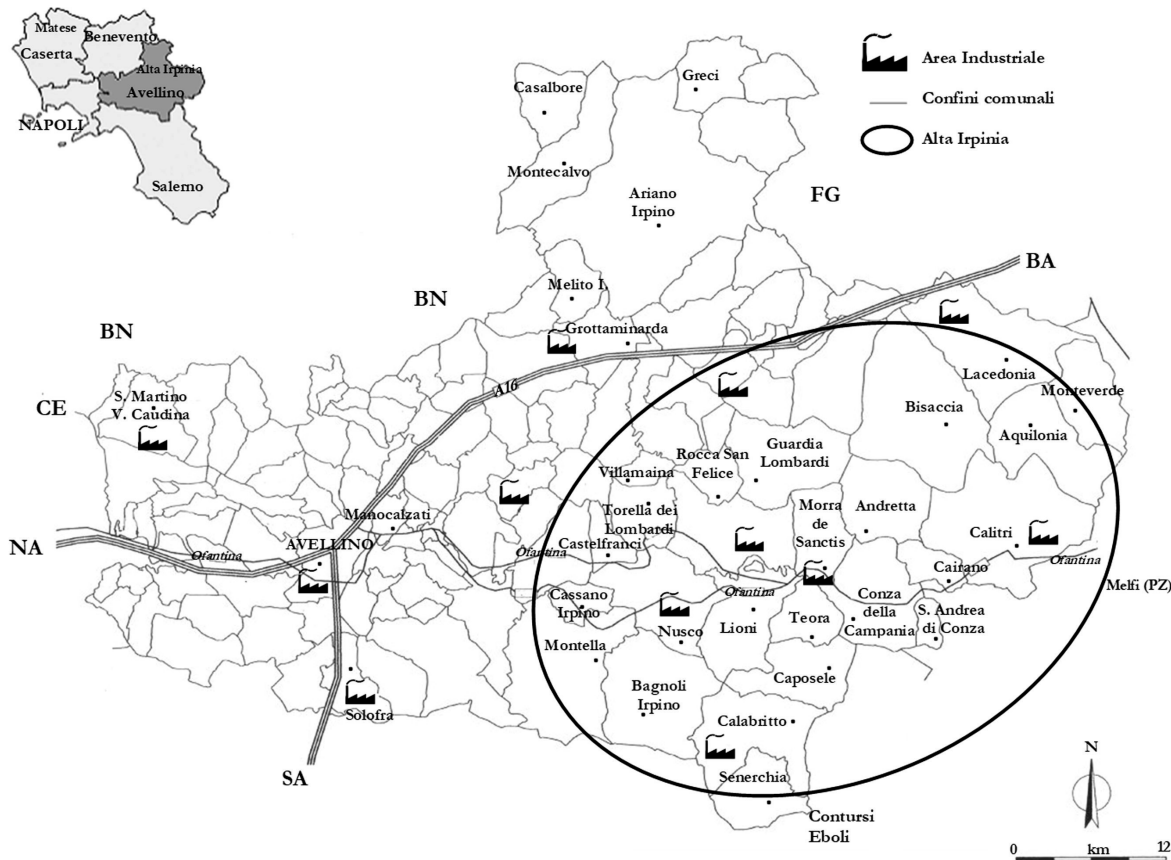 Matese
Benevento
Caserta
Alta Irpinia
Avellino
NAPOLI
Salerno
Area Industriale
Confini comunali
Alta Irpinia
Greci
Casalbore
Montecalvo
Ariano
Irpino
FG
BA
Melito I.
BN
Grottaminarda
BN
A16
Lacedonia
S. Martino
V. Caudina
CE
Monteverde
Bisaccia
Aquilonia
Guardia
Lombardi
Rocca San
Felice
Villamaina
Torella dei
Lombardi
Morra
de
Sanctis
Andretta
Manocalzati
Calitri
NA
Ofantina
AVELLINO
Ofantina
Castelfranci
Ofantina
Cairano
Melfi (PZ)
Cassano
Irpino
Ofantina
Conza
della
Campania
S. Andrea
di Conza
Nusco
Lioni
Teora
Montella
Caposele
Bagnoli
Irpino
Solofra
Calabritto
SA
Senerchia
Contursi
Eboli
N
0 km 12